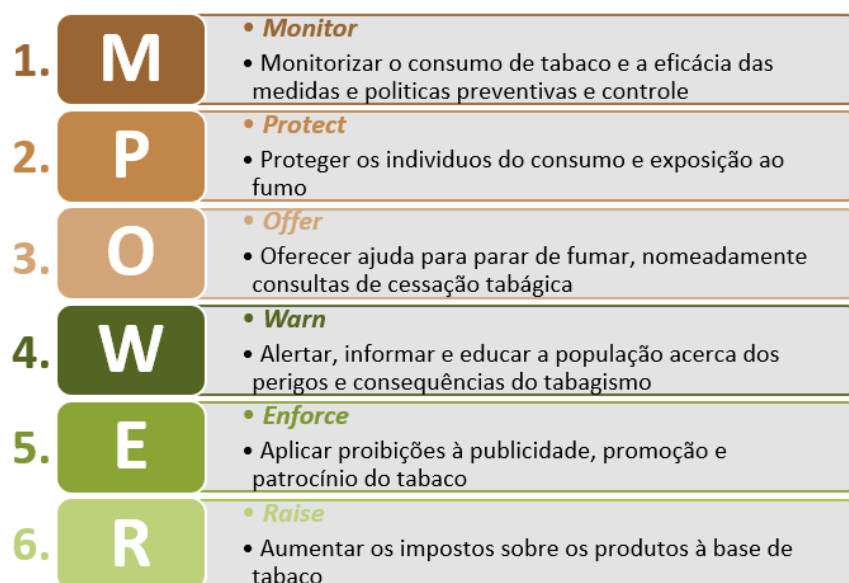 1.
M
• Monitor
• Monitorizar o consumo de tabaco e a eficácia das
medidas e politicas preventivas e controle
2.
P
• Protect
• Proteger os individuos do consumo e exposição ao
fumo
3.
O
• Offer
• Oferecer ajuda para parar de fumar, nomeadamente
consultas de cessação tabágica
4.
W
• Warn
• Alertar, informar e educar a população acerca dos
perigos e consequências do tabagismo
5.
E
• Enforce
• Aplicar proibições à publicidade, promoção e
patrocínio do tabaco
6.
R
• Raise
• Aumentar os impostos sobre os produtos à base de
tabaco